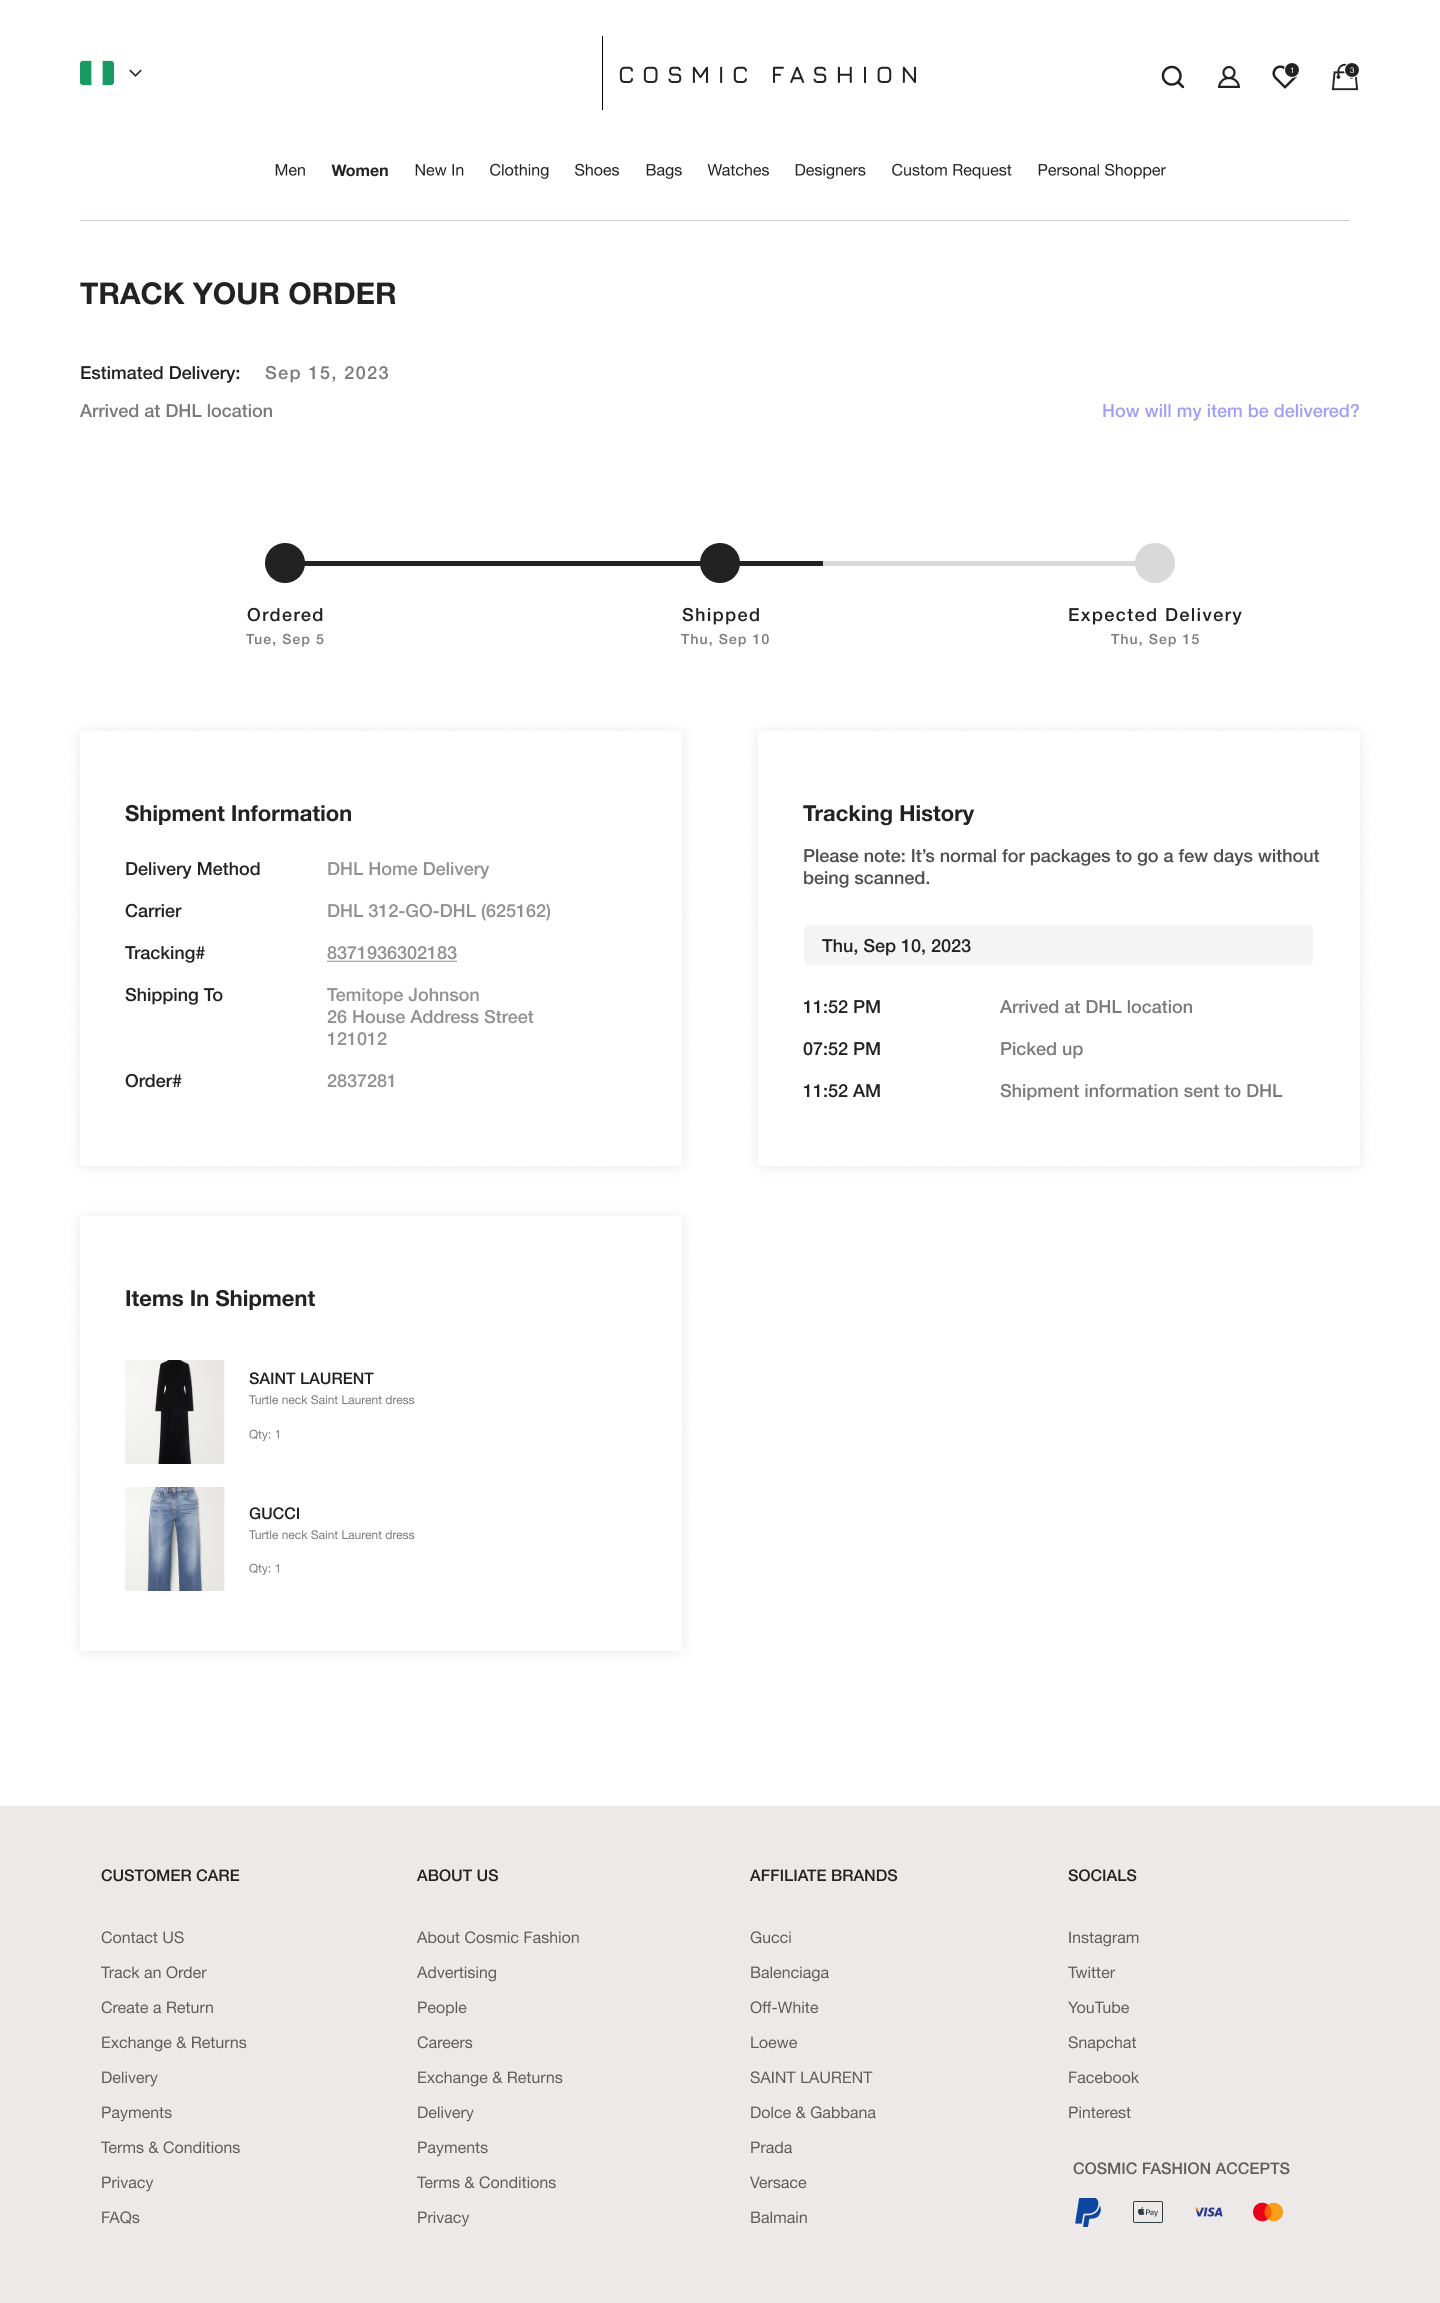 COSMIC FASHION
1
3
Men Women New In Clothing Shoes Bags Watches Designers Custom Request Personal Shopper
TRACK YOUR ORDER
Estimated Delivery: Sep 15, 2023
Arrived at DHL location
How will my item be delivered?
Ordered
Tue, Sep 5
Shipped
Thu, Sep 10
Expected Delivery
Thu, Sep 15
Shipment Information
Delivery Method DHL Home Delivery
Carrier DHL 312-GO-DHL (625162)
Tracking# 8371936302183
Shipping To Temitope Johnson
26 House Address Street
121012
Order# 2837281
Tracking History
Please note: It’s normal for packages to go a few days without
being scanned.
Thu, Sep 10, 2023
11:52 PM Arrived at DHL location
07:52 PM Picked up
11:52 AM Shipment information sent to DHL
Items In Shipment
SAINT LAURENT
Turtle neck Saint Laurent dress
Qty: 1
GUCCI
Turtle neck Saint Laurent dress
Qty: 1
CUSTOMER CARE
Contact US
Track an Order
Create a Return
Exchange & Returns
Delivery
Payments
Terms & Conditions
Privacy
FAQs
ABOUT US
About Cosmic Fashion
Advertising
People
Careers
Exchange & Returns
Delivery
Payments
Terms & Conditions
Privacy
AFFILIATE BRANDS
Gucci
Balenciaga
Off-White
Loewe
SAINT LAURENT
Dolce & Gabbana
Prada
Versace
Balmain
SOCIALS
Instagram
Twitter
YouTube
Snapchat
Facebook
Pinterest
COSMIC FASHION ACCEPTS
Pay
VISA